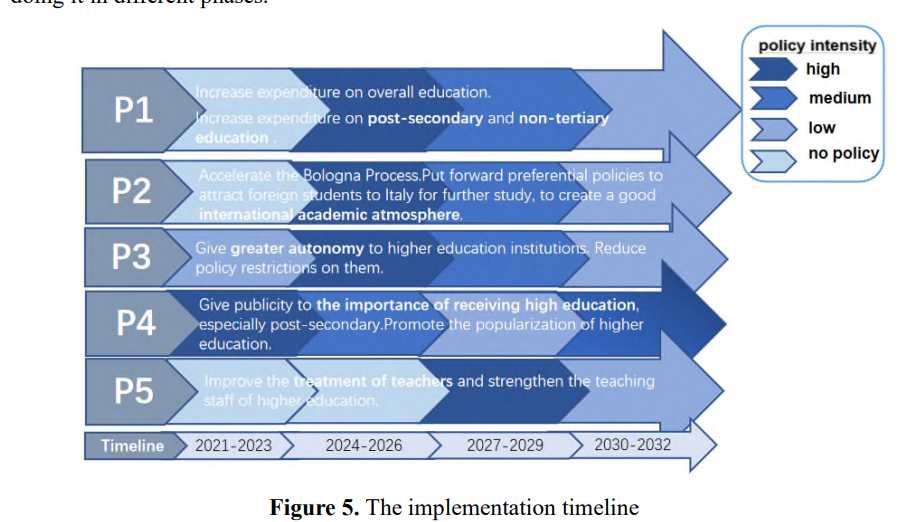 doing it in different phases.
policy intensity
high
medium
low
no policy
P1
Increase expenditure on overall education.
Increase expenditure on post-secondary and non-tertiary
education .
P2
Accelerate the Bologna Process.Put forward preferential policies to
attract foreign students to Italy for further study, to create a good
international academic atmosphere.
P3
Give greater autonomy to higher education institutions. Reduce
policy restrictions on them.
P4
Give publicity to the importance of receiving high education,
especially post-secondary.Promote the popularization of higher
education.
P5
Improve the treatment of teachers and strengthen the teaching
staff of higher education.
Timeline
2021-2023
2024-2026
2027-2029
2030-2032
Figure 5. The implementation timeline